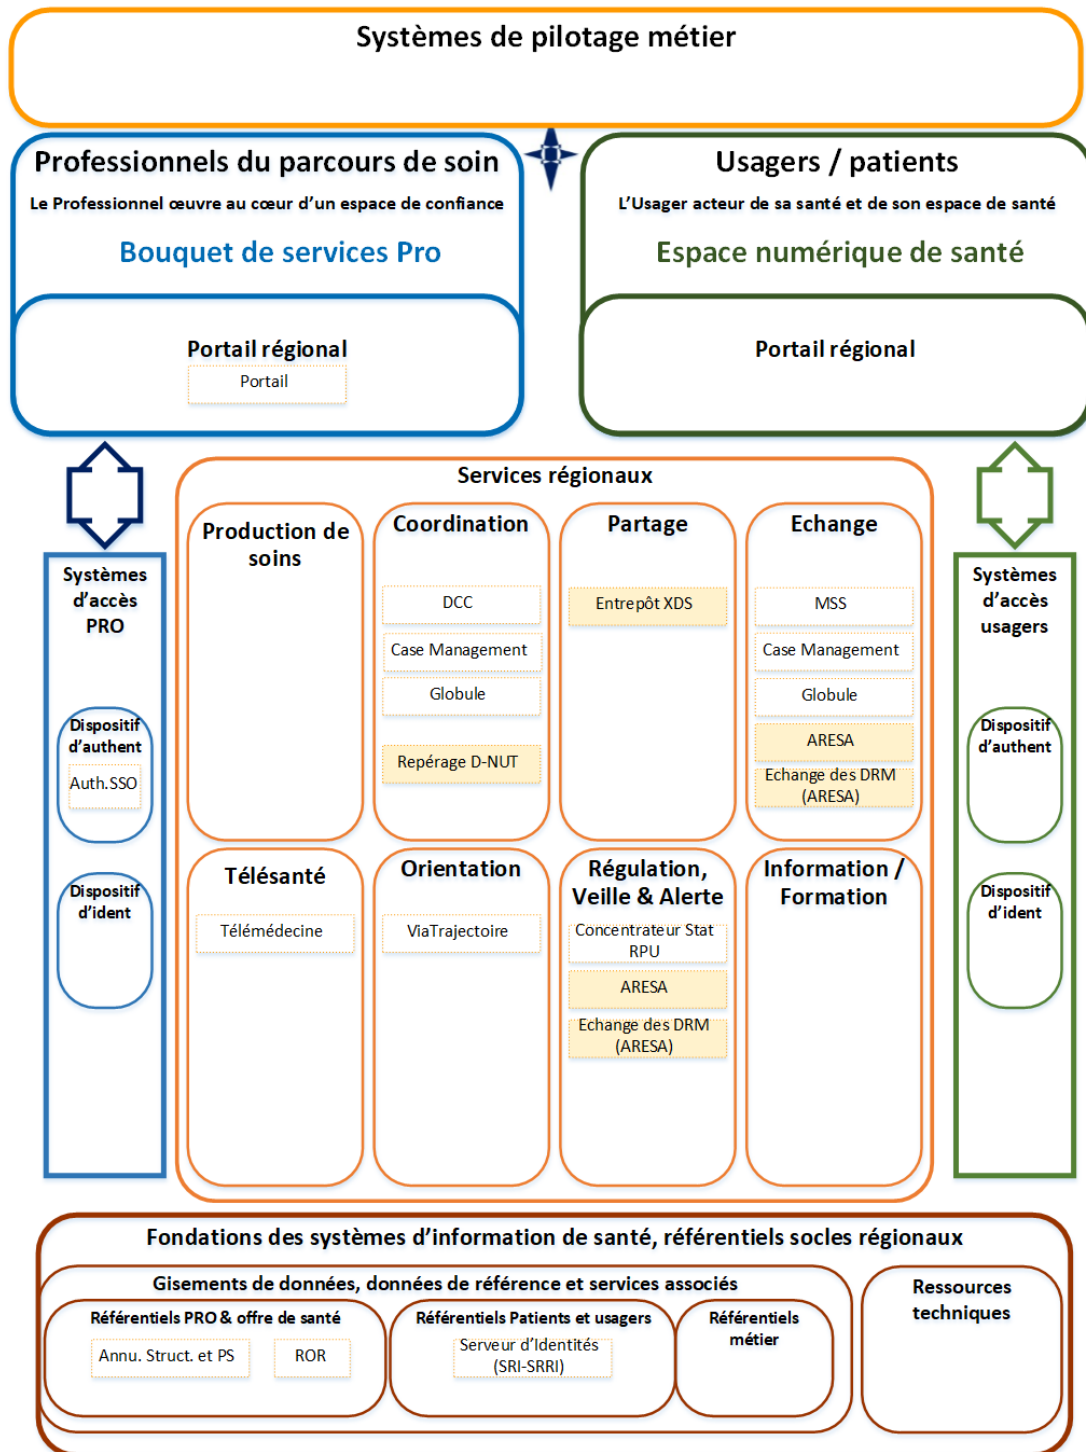 Systèmes de pilotage métier
Professionnels du parcours de soin
Le Professionnel œuvre au cœur d'un espace de confiance
Bouquet de services Pro
Portail régional
Portail
Usagers / patients
L'Usager acteur de sa santé et de son espace de santé
Espace numérique de santé
Portail régional
Systèmes
d'accès
PRO
Dispositif
d'authent
Auth.SSO
Dispositif
d'ident
Services régionaux
Production de
soins
Coordination
DCC
Case Management
Globule
Repérage D-NUT
Partage
Entrepôt XDS
Echange
MSS
Case Management
Globule
ARESA
Echange des DRM
(ARESA)
Télésanté
Télémédecine
Orientation
ViaTrajectoire
Régulation,
Veille & Alerte
Concentrateur Stat
RPU
ARESA
Echange des DRM
(ARESA)
Information /
Formation
Systèmes
d'accès
usagers
Dispositif
d'authent
Dispositif
d'ident
Fondations des systèmes d'information de santé, référentiels socles régionaux
Gisements de données, données de référence et services associés
Référentiels PRO & offre de santé
Annu. Struct. et PS
ROR
Référentiels Patients et usagers
Serveur d'Identités
(SRI-SRRI)
Référentiels
métier
Ressources
techniques